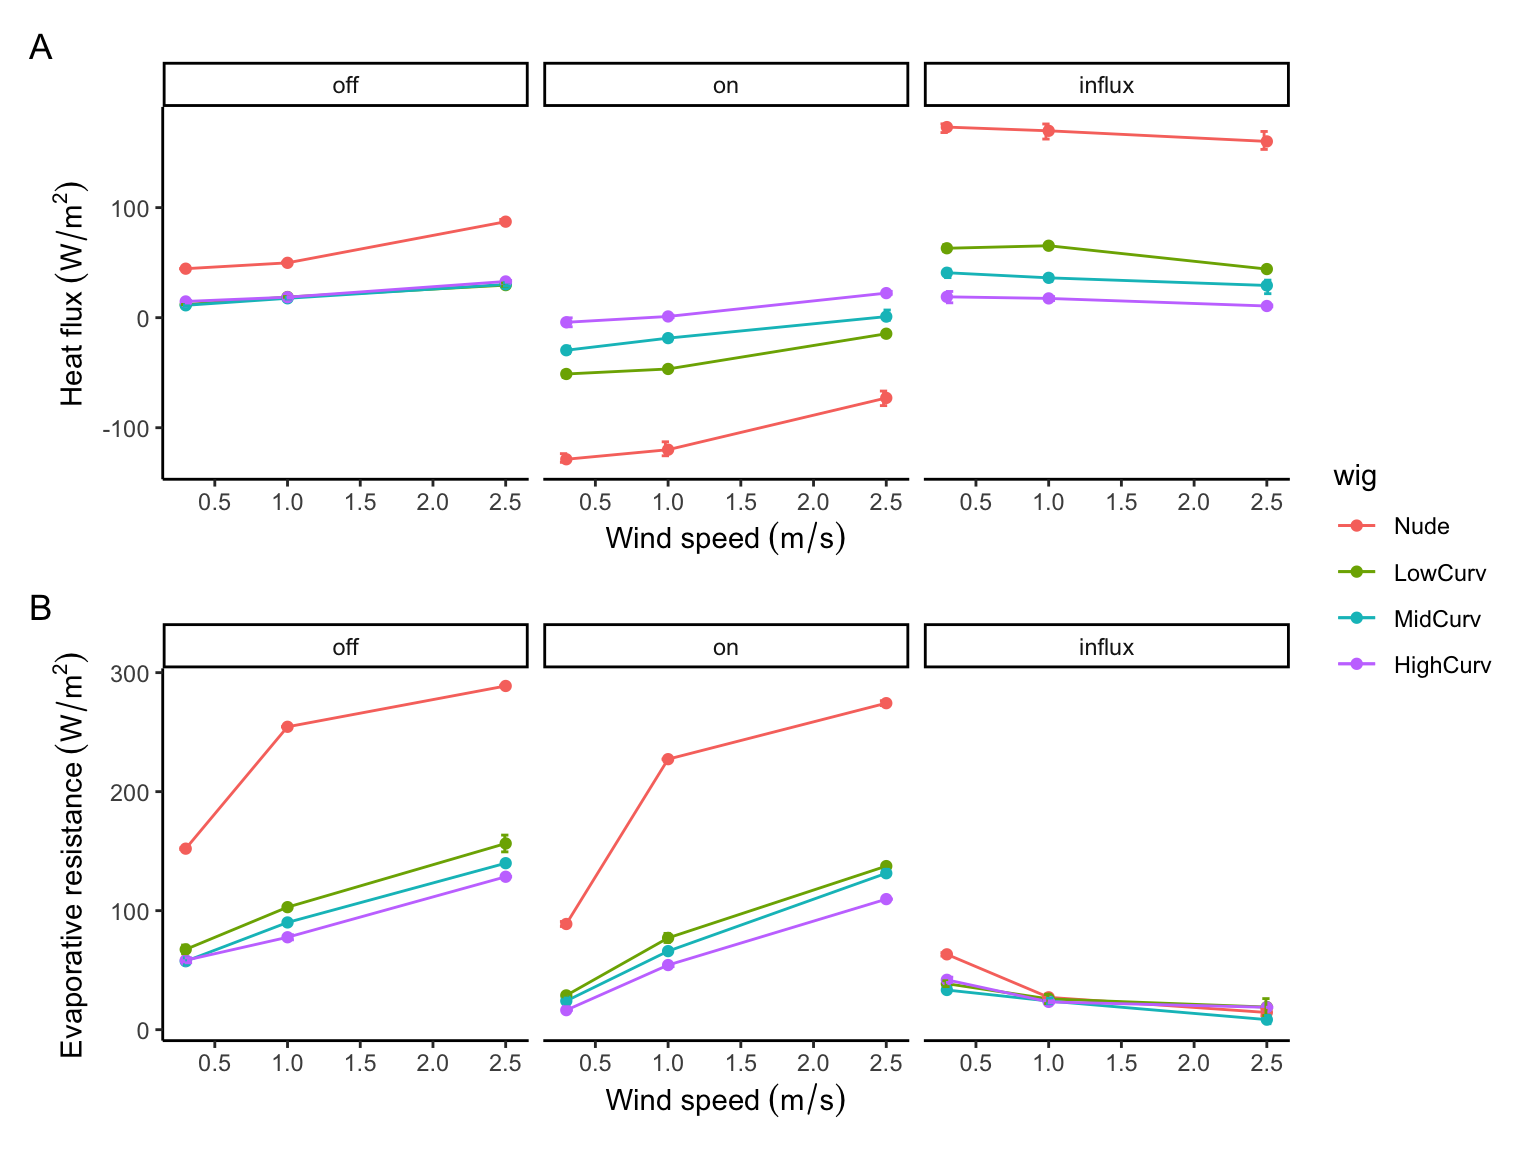 A
off on influx
Heat flux (W/m²)
100
0
-100
0.5 1.0 1.5 2.0 2.5 0.5 1.0 1.5 2.0 2.5 0.5 1.0 1.5 2.0 2.5
Wind speed (m/s)
wig
Nude
LowCurv
MidCurv
HighCurv
B
off on influx
Evaporative resistance (W/m²)
300
200
100
0
0.5 1.0 1.5 2.0 2.5 0.5 1.0 1.5 2.0 2.5 0.5 1.0 1.5 2.0 2.5
Wind speed (m/s)